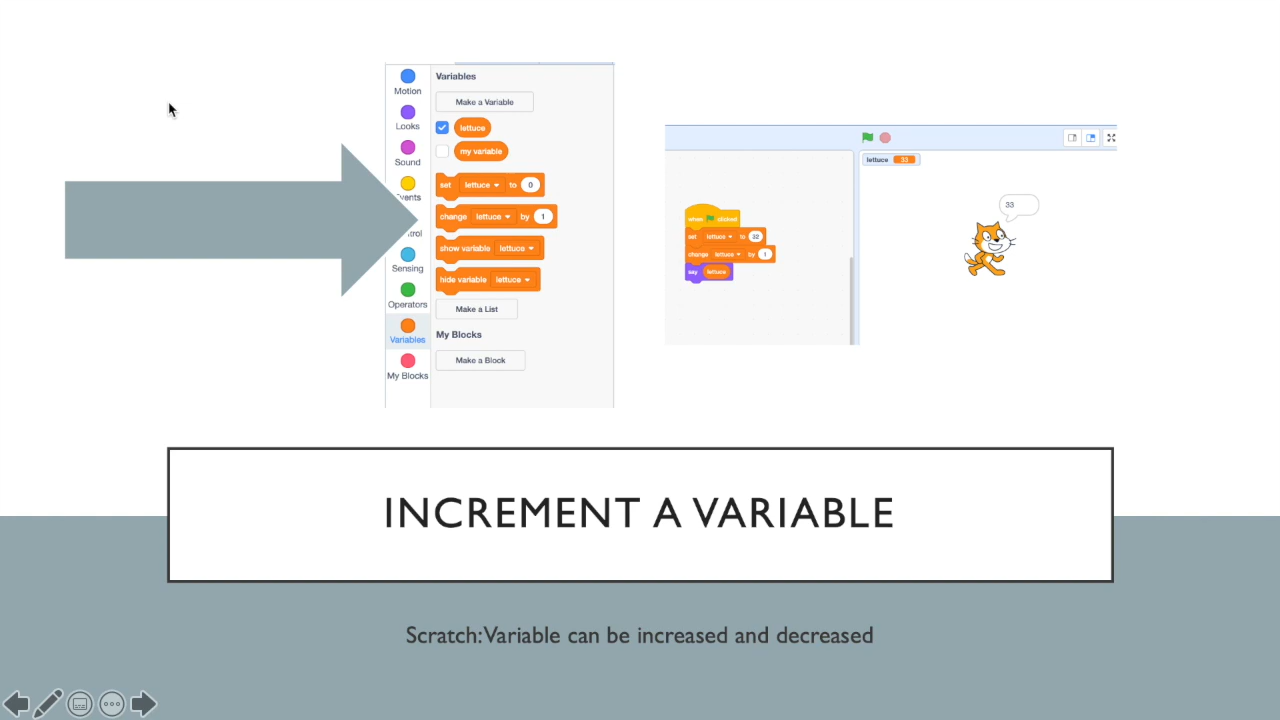 Motion
Looks
Sound
Events
Control
Sensing
Operators
Variables
My Blocks
Variables
Make a Variable
lettuce
my variable
set lettuce to 0
change lettuce by 1
show variable lettuce
hide variable lettuce
Make a List
My Blocks
Make a Block
when clicked
set lettuce to 32
change lettuce by 1
say lettuce
lettuce 33
33
INCREMENT A VARIABLE
Scratch: Variable can be increased and decreased